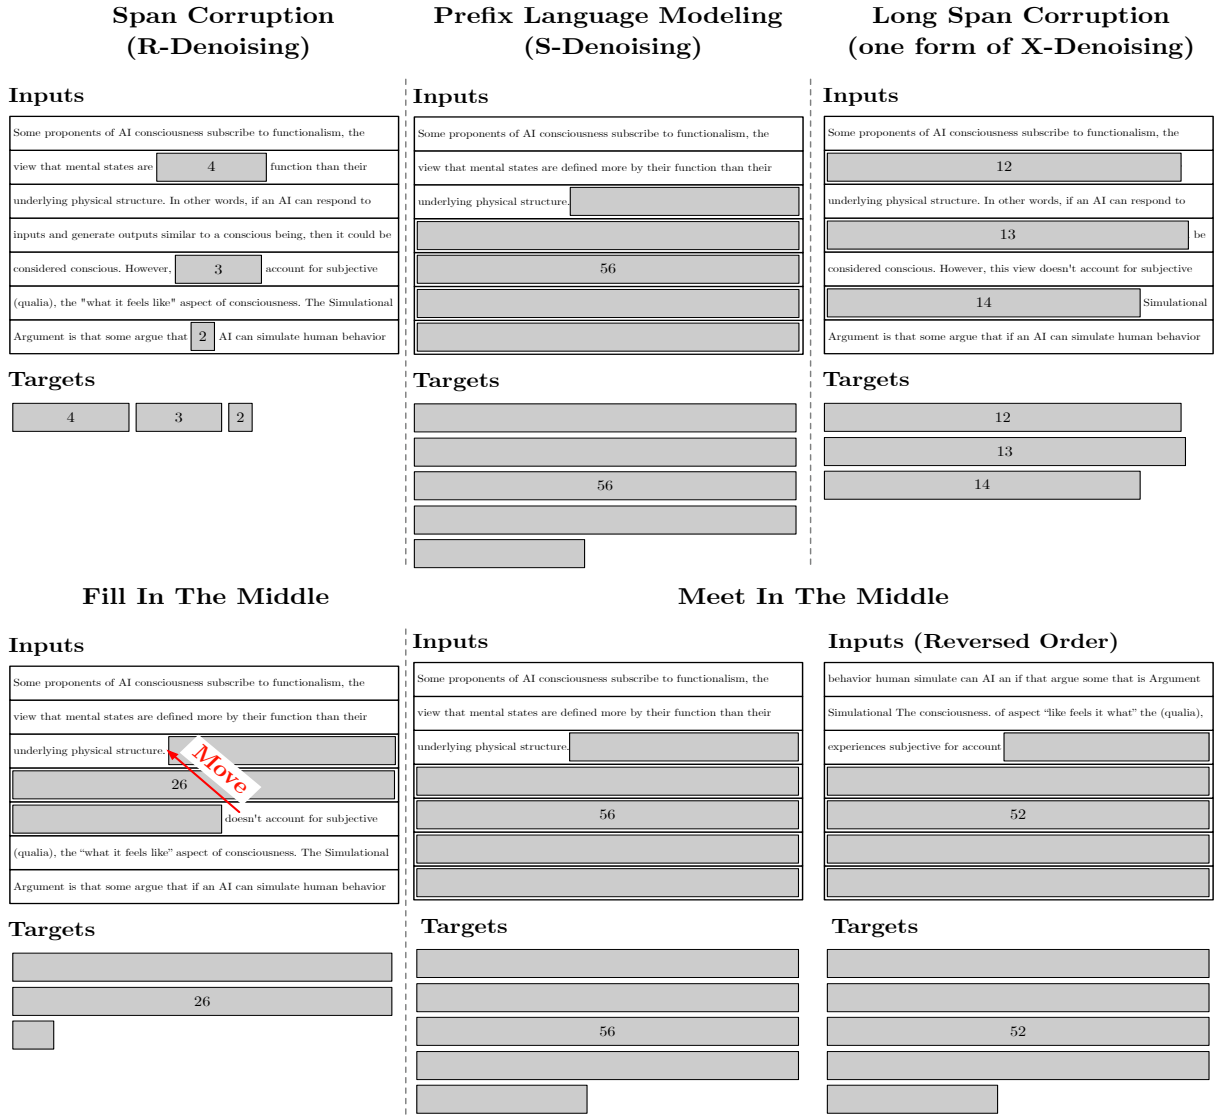 Span Corruption
(R-Denoising)
Inputs
Some proponents of AI consciousness subscribe to functionalism, the
view that mental states are 4 function than their
underlying physical structure. In other words, if an AI can respond to
inputs and generate outputs similar to a conscious being, then it could be
considered conscious. However, 3 account for subjective
(qualia), the "what it feels like" aspect of consciousness. The Simulational
Argument is that some argue that 2 AI can simulate human behavior
Targets
4 3 2
Prefix Language Modeling
(S-Denoising)
Inputs
Some proponents of AI consciousness subscribe to functionalism, the
view that mental states are defined more by their function than their
underlying physical structure.
56
Targets
56
Long Span Corruption
(one form of X-Denoising)
Inputs
Some proponents of AI consciousness subscribe to functionalism, the
12
underlying physical structure. In other words, if an AI can respond to
13 be
considered conscious. However, this view doesn't account for subjective
14 Simulational
Argument is that some argue that if an AI can simulate human behavior
Targets
12
13
14
Fill In The Middle
Inputs
Some proponents of AI consciousness subscribe to functionalism, the
view that mental states are defined more by their function than their
underlying physical structure.
Move
26
doesn't account for subjective
(qualia), the “what it feels like” aspect of consciousness. The Simulational
Argument is that some argue that if an AI can simulate human behavior
Targets
26
Meet In The Middle
Inputs
Some proponents of AI consciousness subscribe to functionalism, the
view that mental states are defined more by their function than their
underlying physical structure.
56
Targets
56
Inputs (Reversed Order)
behavior human simulate can AI an if that argue some that is Argument
Simulational The consciousness. of aspect “like feels it what” the (qualia),
experiences subjective for account
52
Targets
52